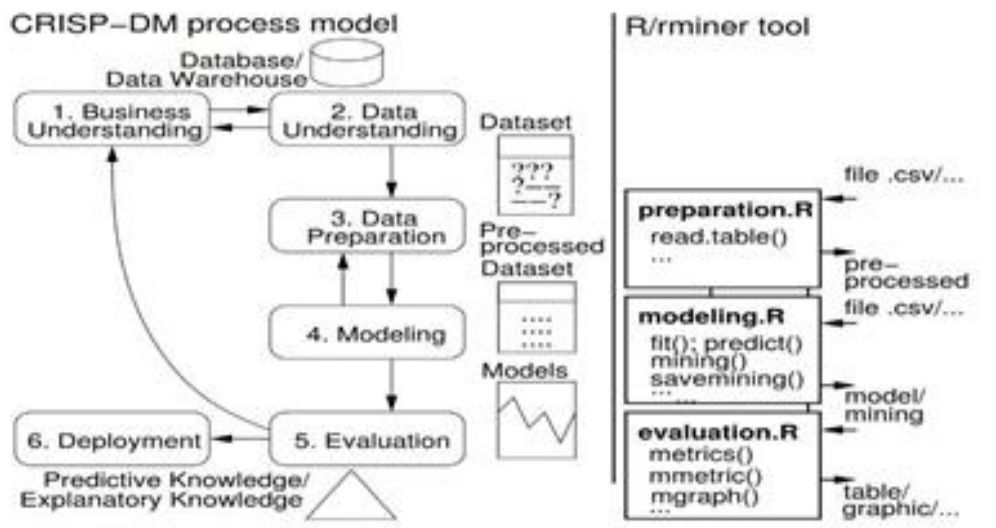 CRISP–DM process model
Database/
Data Warehouse
1. Business
Understanding
2. Data
Understanding
Dataset
???
?––
––?
3. Data
Preparation
Pre–
processed
Dataset
....
....
....
4. Modeling
Models
6. Deployment
5. Evaluation
Predictive Knowledge/
Explanatory Knowledge
R/rminer tool
file .csv/...
preparation.R
read.table()
...
pre–
processed
file .csv/...
modeling.R
fit(); predict()
mining()
savemining()
...
model/
mining
evaluation.R
metrics()
mmetric()
mgraph()
...
table/
graphic/...